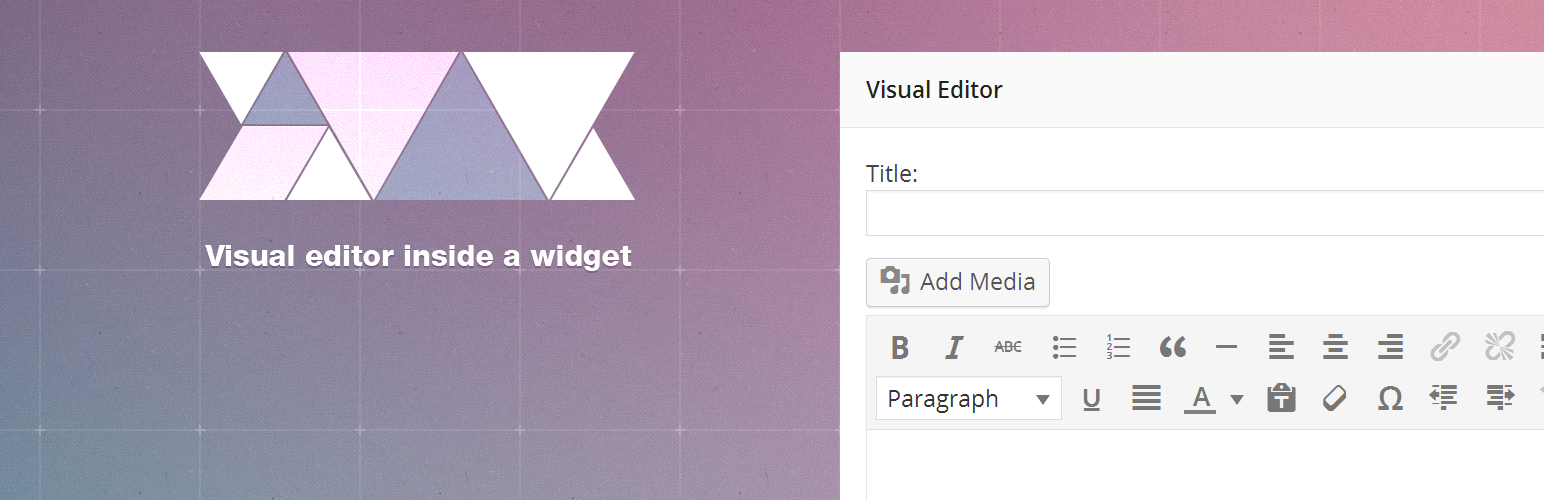 Visual editor inside a widget
Visual Editor
Title:
Add Media
B I ABC
Paragraph U A Ω